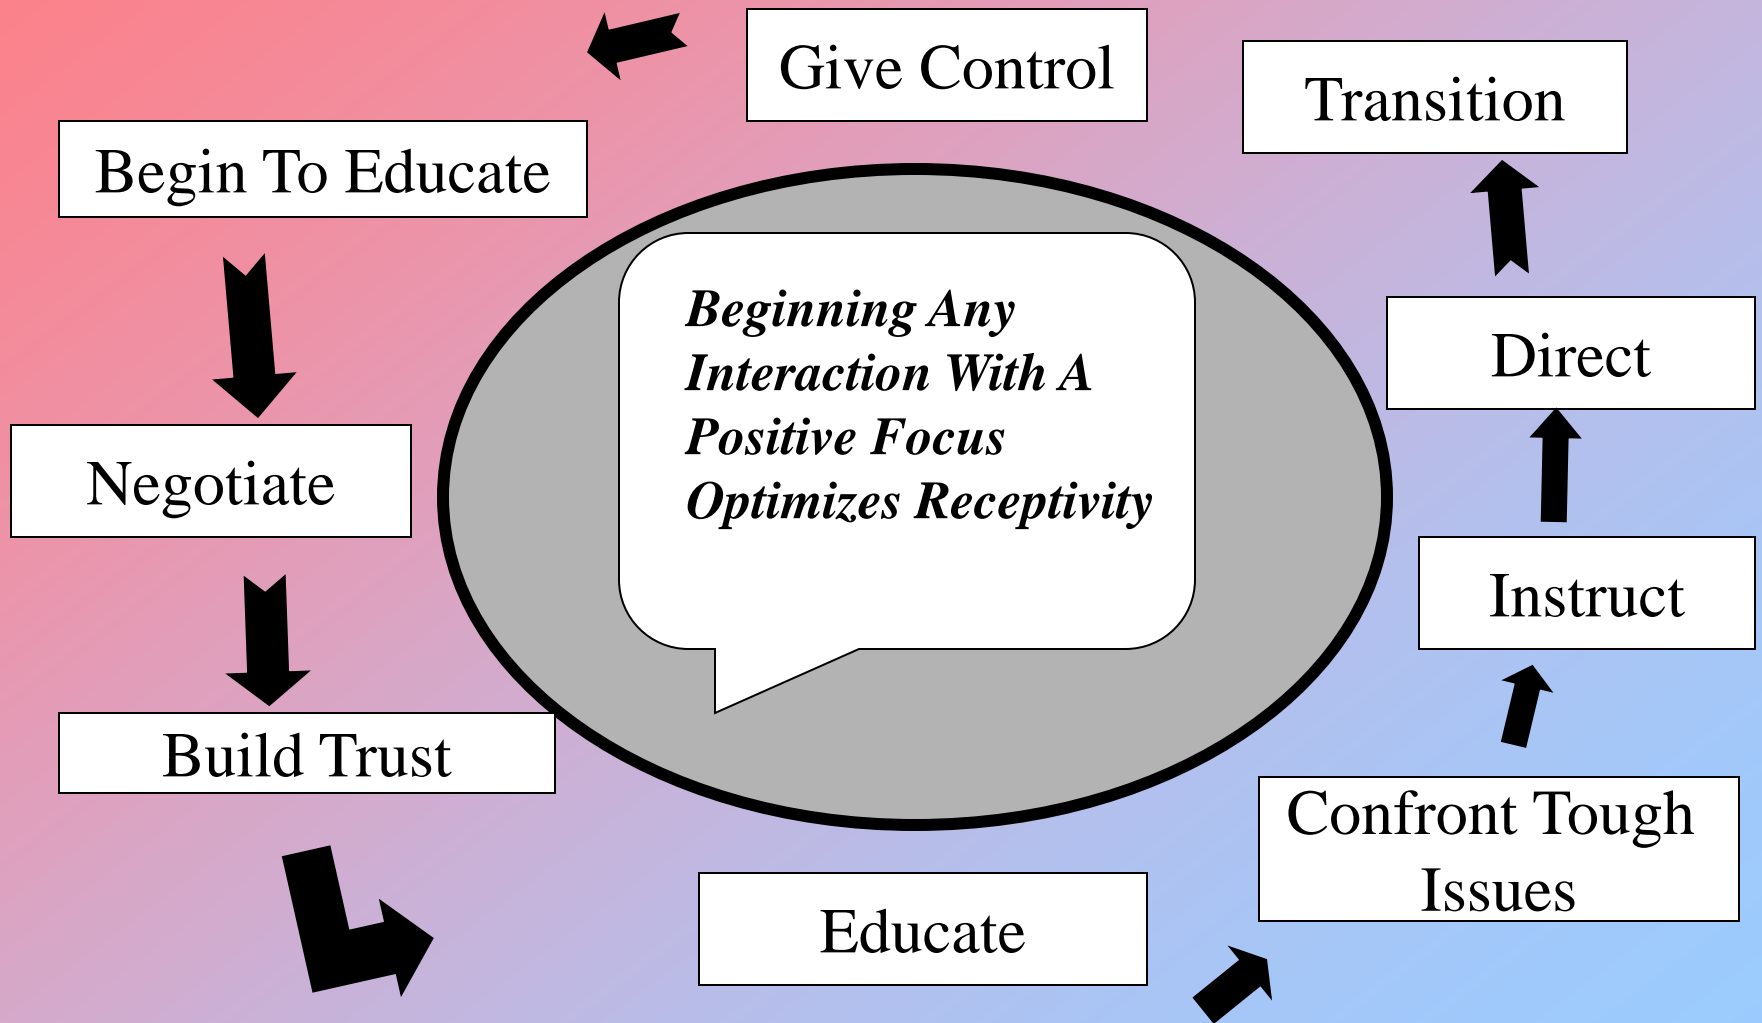 Give Control
Transition
Begin To Educate
Beginning Any
Interaction With A
Positive Focus
Optimizes Receptivity
Direct
Negotiate
Instruct
Build Trust
Confront Tough
Issues
Educate